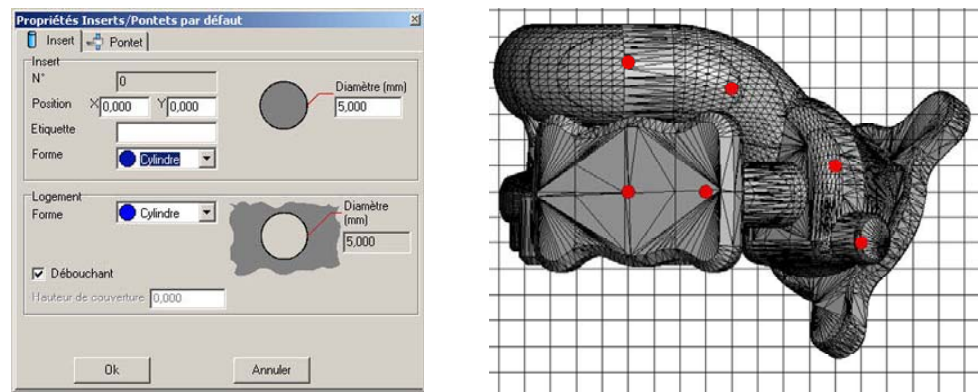 Propriétés Inserts/Pontets par défaut
Insert
Pontet
Insert
N°
0
Position X 0,000 Y 0,000
Etiquette
Forme Cylindre
Diamètre (mm)
5,000
Logement
Forme Cylindre
Diamètre
(mm)
5,000
Débouchant
Hauteur de couverture 0,000
Ok
Annuler